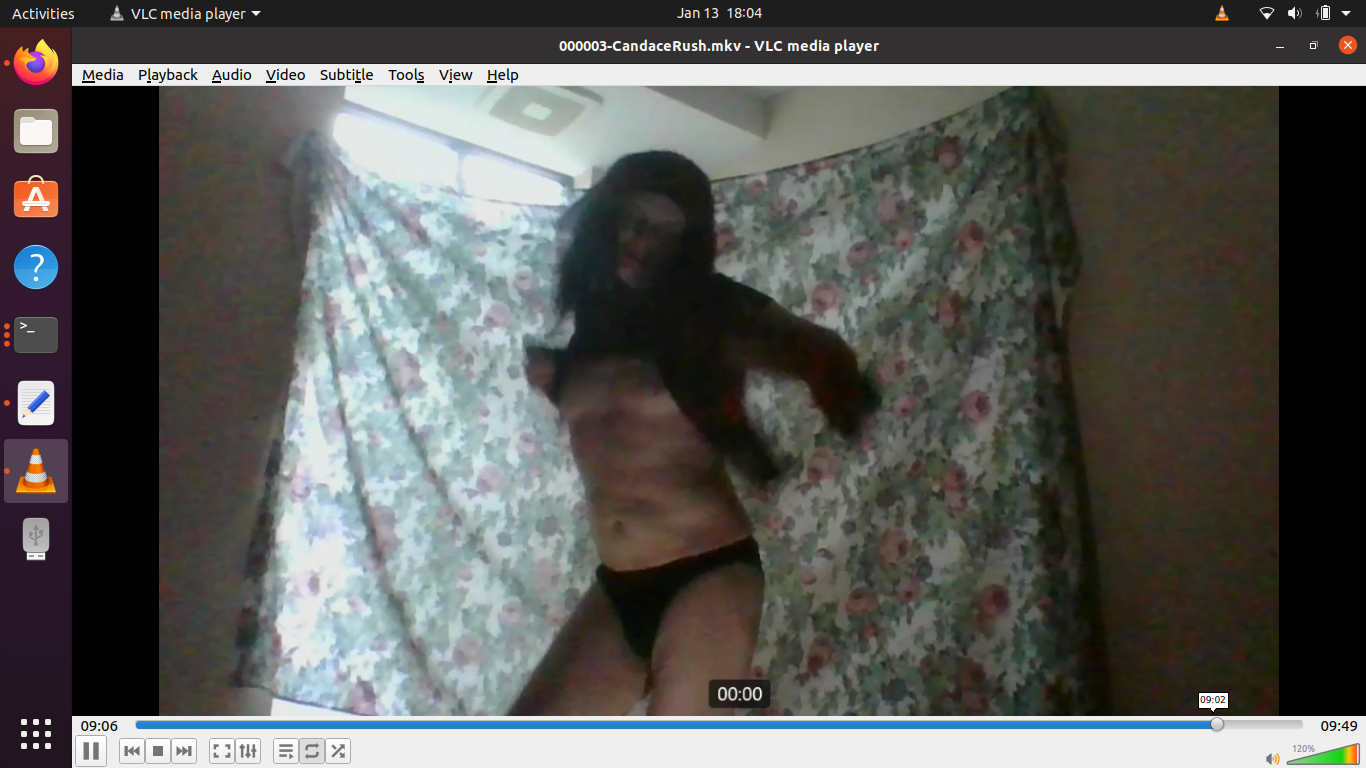 Activities
VLC media player
Jan 13 18:04
000003-CandaceRush.mkv - VLC media player
Media Playback Audio Video Subtitle Tools View Help
00:00
09:02
09:06
09:49
120%